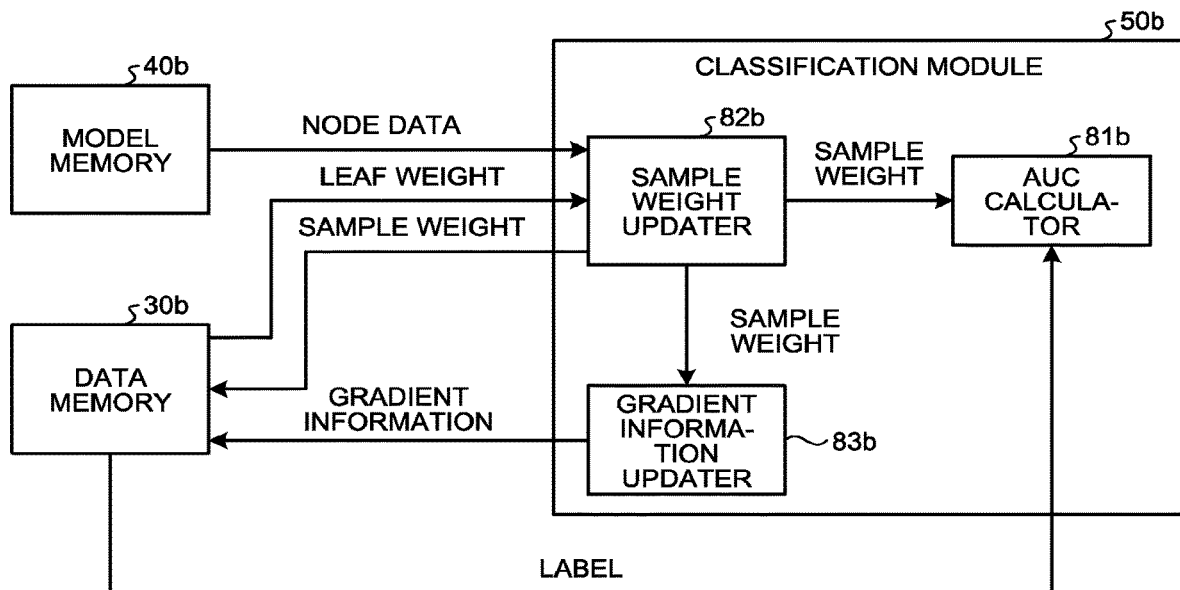 50b
40b
CLASSIFICATION MODULE
MODEL
MEMORY
NODE DATA
82b
SAMPLE
WEIGHT
UPDATER
SAMPLE
WEIGHT
81b
AUC
CALCULA-
TOR
LEAF WEIGHT
SAMPLE WEIGHT
30b
DATA
MEMORY
SAMPLE
WEIGHT
GRADIENT
INFORMATION
GRADIENT
INFORMA-
TION
UPDATER
83b
LABEL